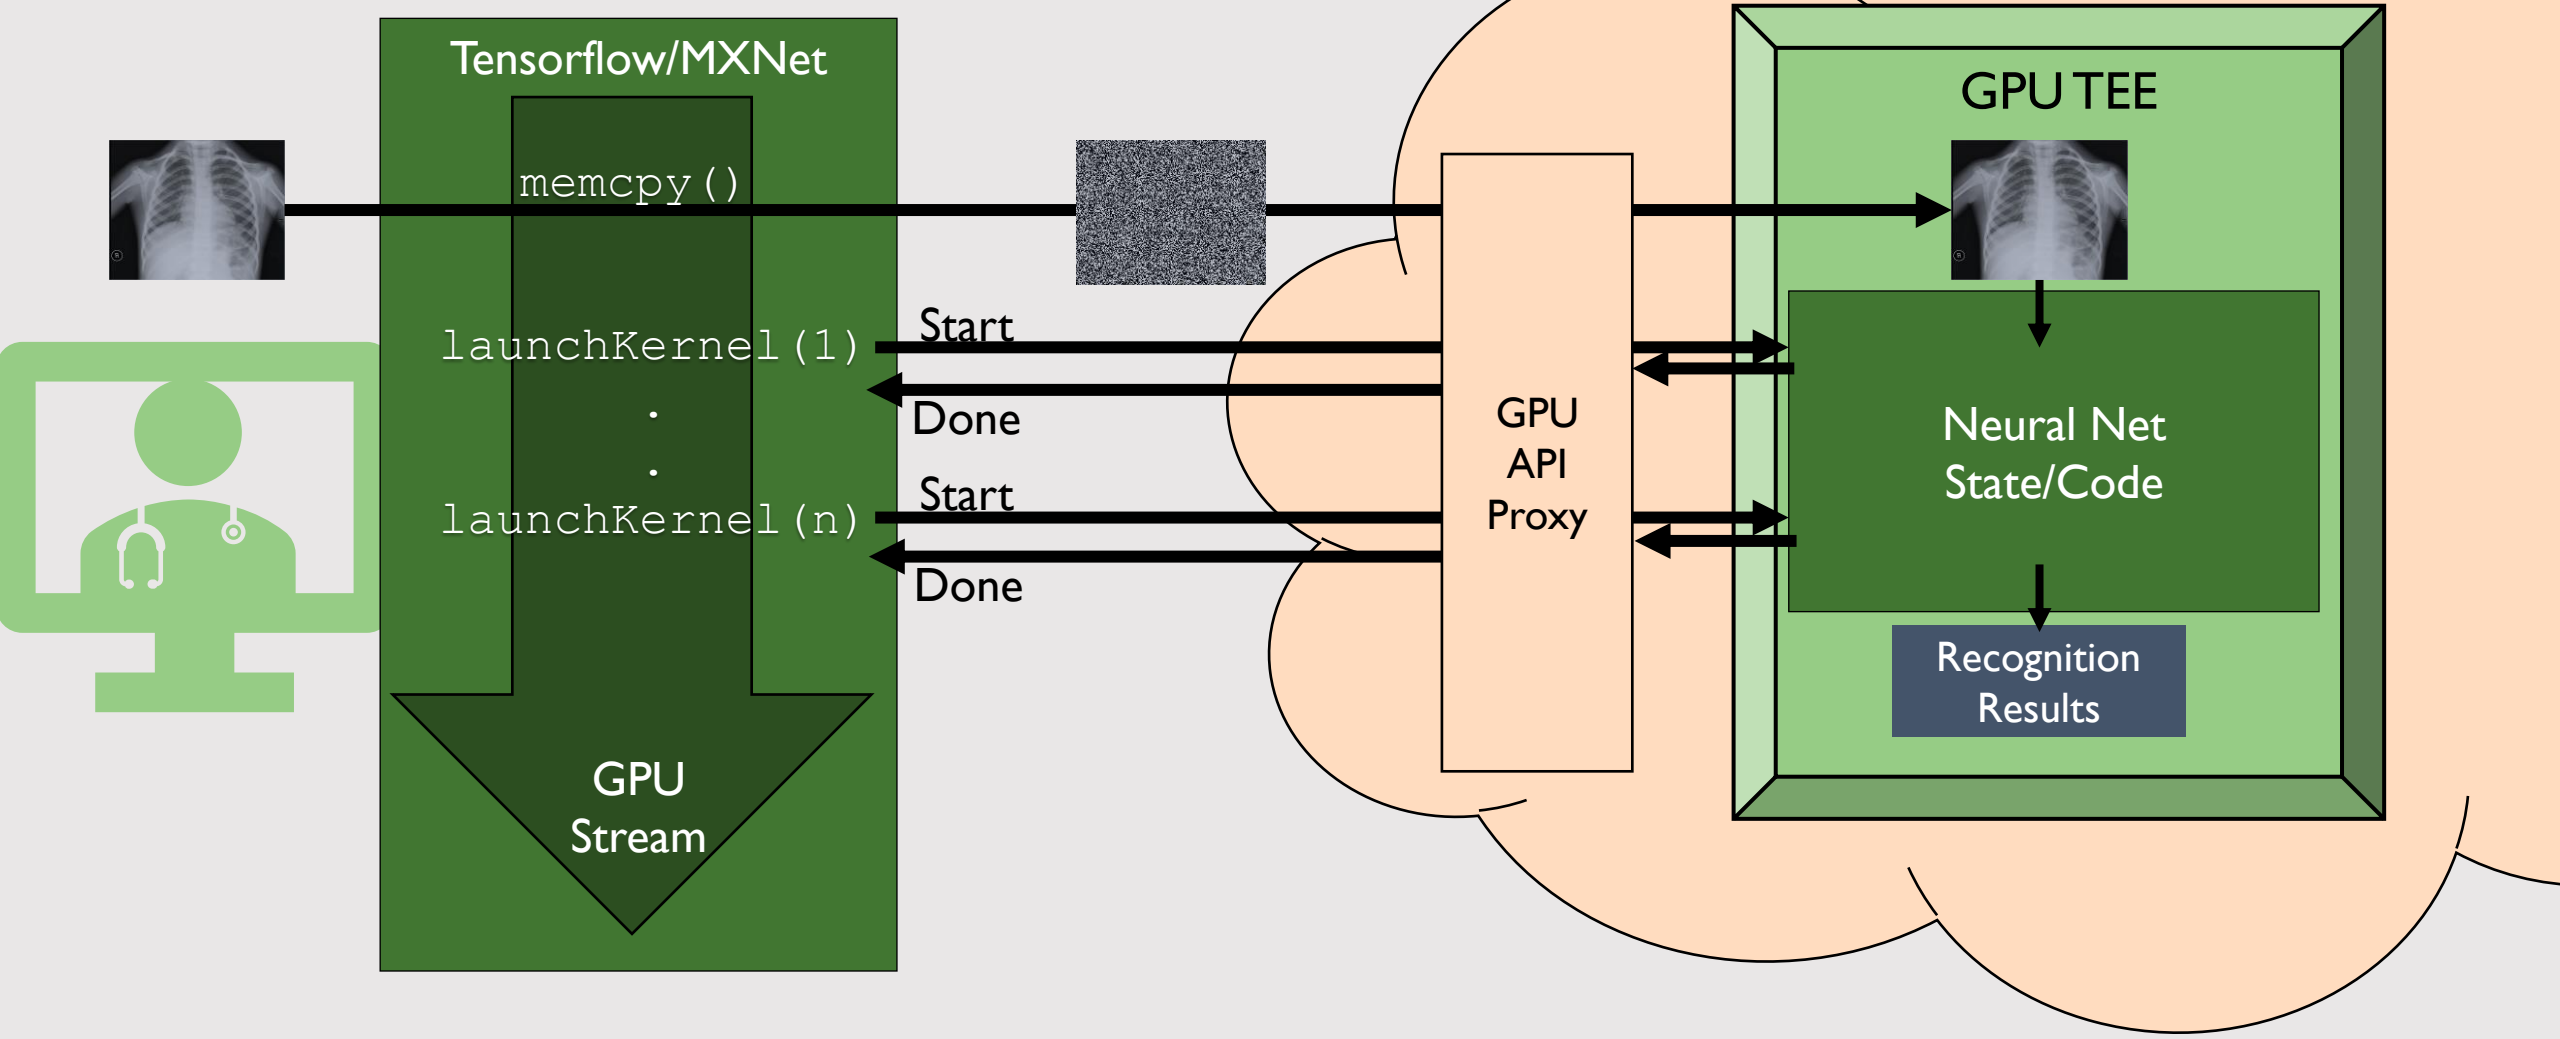 Tensorflow/MXNet
memcpy()
launchKernel(1)
.
.
launchKernel(n)
GPU
Stream
Start
Done
Start
Done
GPU
API
Proxy
GPU TEE
Neural Net
State/Code
Recognition
Results